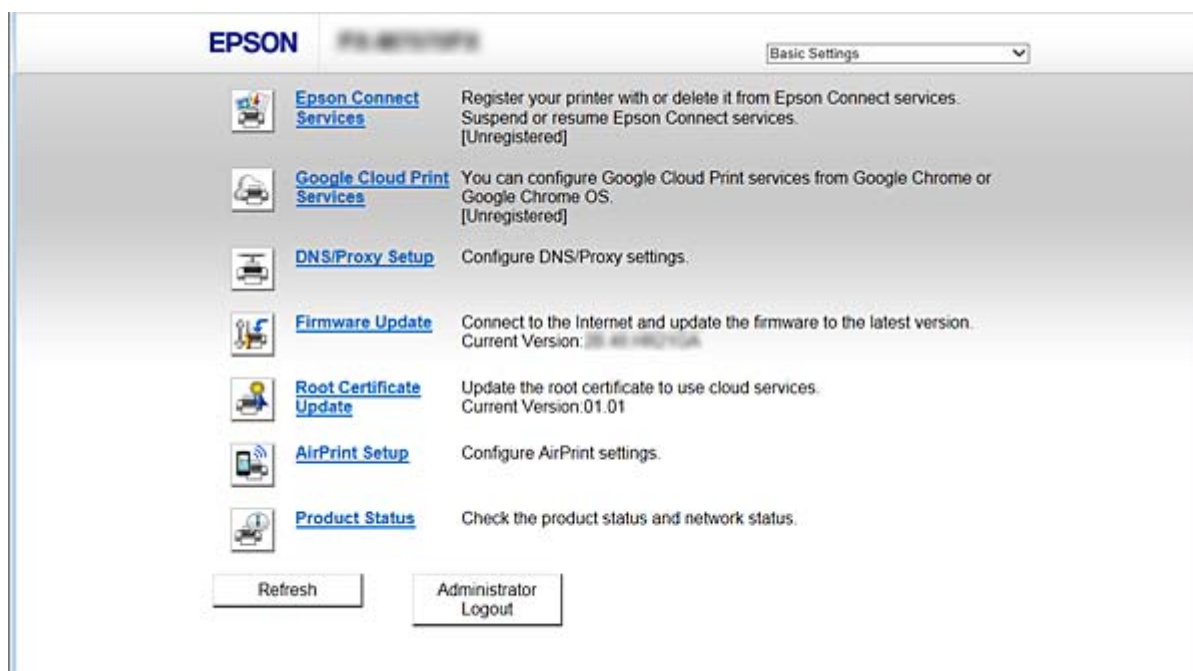 EPSON
Basic Settings
Epson Connect
Services
Register your printer with or delete it from Epson Connect services.
Suspend or resume Epson Connect services.
[Unregistered]
Google Cloud Print
Services
You can configure Google Cloud Print services from Google Chrome or
Google Chrome OS.
[Unregistered]
DNS/Proxy Setup
Configure DNS/Proxy settings.
Firmware Update
Connect to the Internet and update the firmware to the latest version.
Current Version:
Root Certificate
Update
Update the root certificate to use cloud services.
Current Version:01.01
AirPrint Setup
Configure AirPrint settings.
Product Status
Check the product status and network status.
Refresh
Administrator
Logout